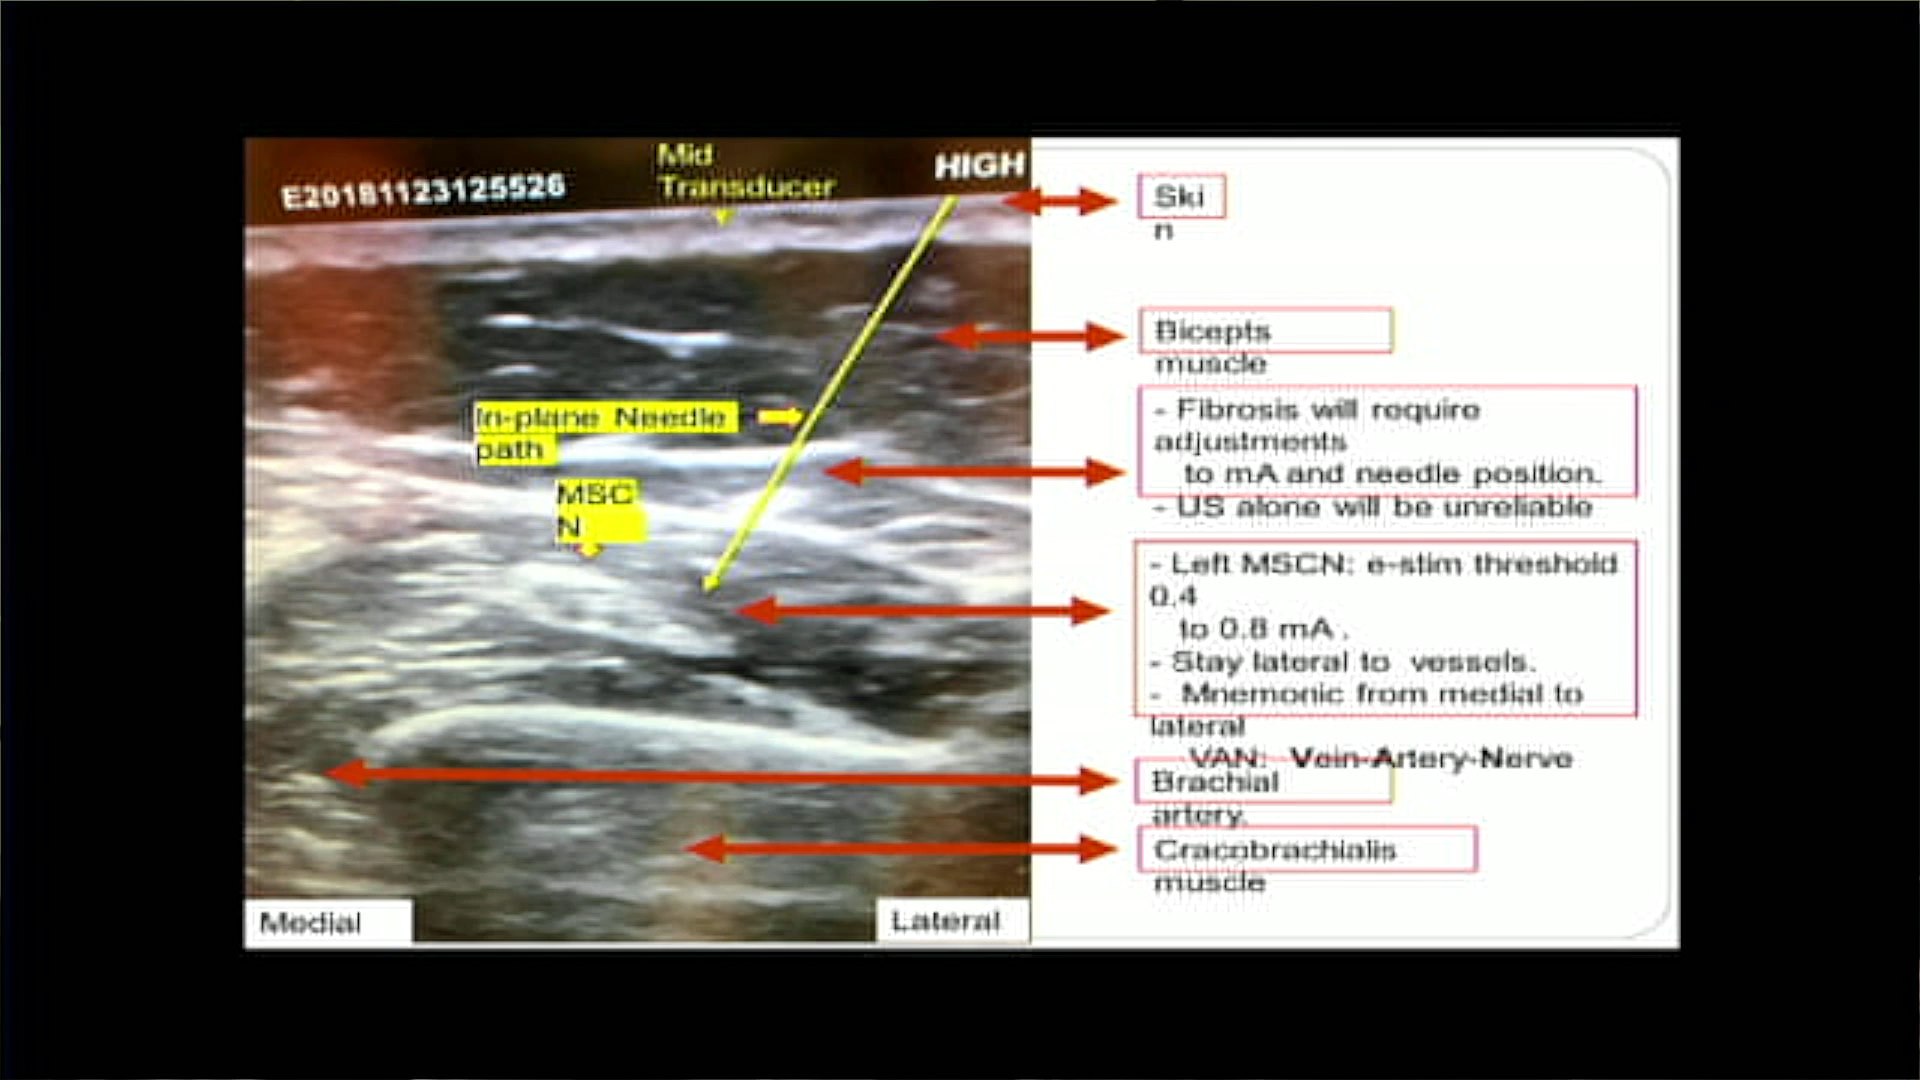 E20181123125526
Mid
Transducer
HIGH
In-plane Needle
path
MSC
N
Medial
Lateral
Ski
n
Bicepts
muscle
- Fibrosis will require
adjustments
to mA and needle position.
- US alone will be unreliable
- Left MSCN: e-stim threshold
0.4
to 0.8 mA .
- Stay lateral to vessels.
- Mnemonic from medial to
lateral
VAN: Vein-Artery-Nerve
Brachial
artery.
Cracobrachialis
muscle